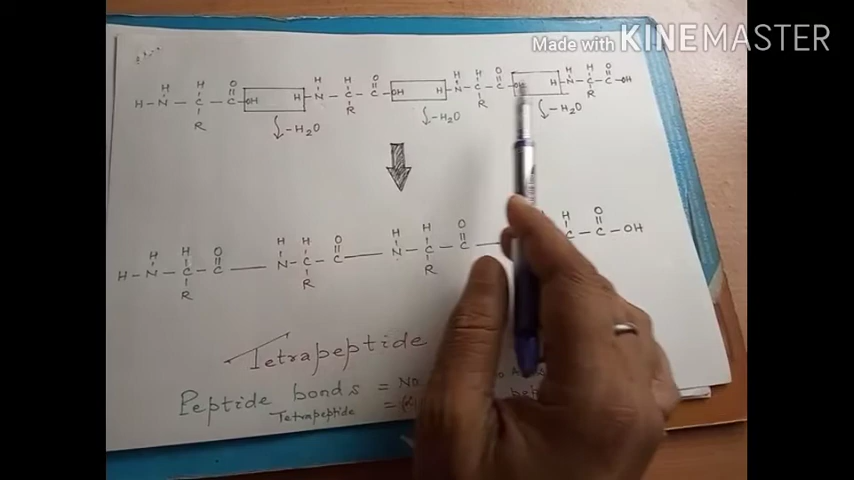 Made with KINEMASTER
H H O H H O H H O H H O
H-N-C-C-OH H-N-C-C-OH H-N-C-C-OH H-N-C-C-OH
R R R R
-H2O -H2O -H2O
H H O H H O H H O H O
H-N-C-C-N-C-C-N-C-C-C-C-OH
R R R
Tetrapeptide
Peptide bonds = No
Tetrapeptide =